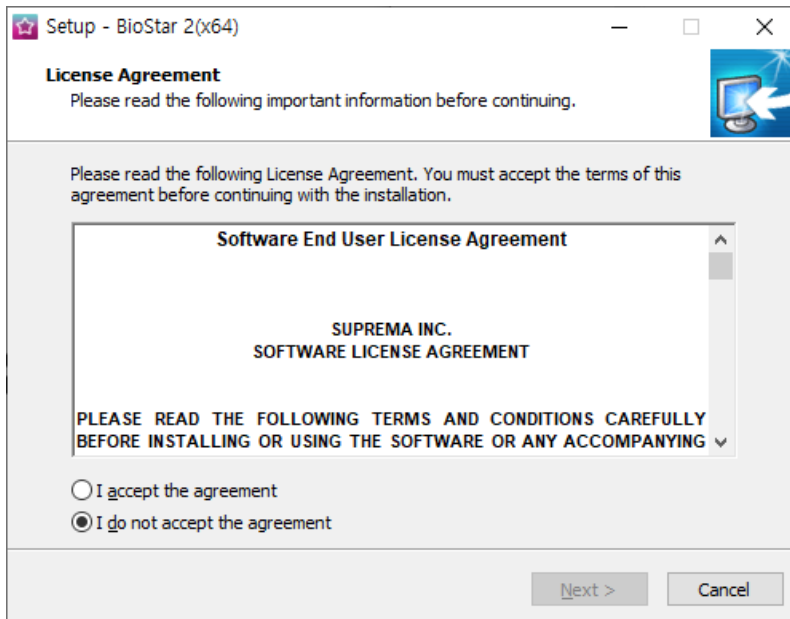 Setup - BioStar 2(x64)
License Agreement
Please read the following important information before continuing.
Please read the following License Agreement. You must accept the terms of this
agreement before continuing with the installation.
Software End User License Agreement
SUPREMA INC.
SOFTWARE LICENSE AGREEMENT
PLEASE READ THE FOLLOWING TERMS AND CONDITIONS CAREFULLY
BEFORE INSTALLING OR USING THE SOFTWARE OR ANY ACCOMPANYING
I accept the agreement
I do not accept the agreement
Next >
Cancel